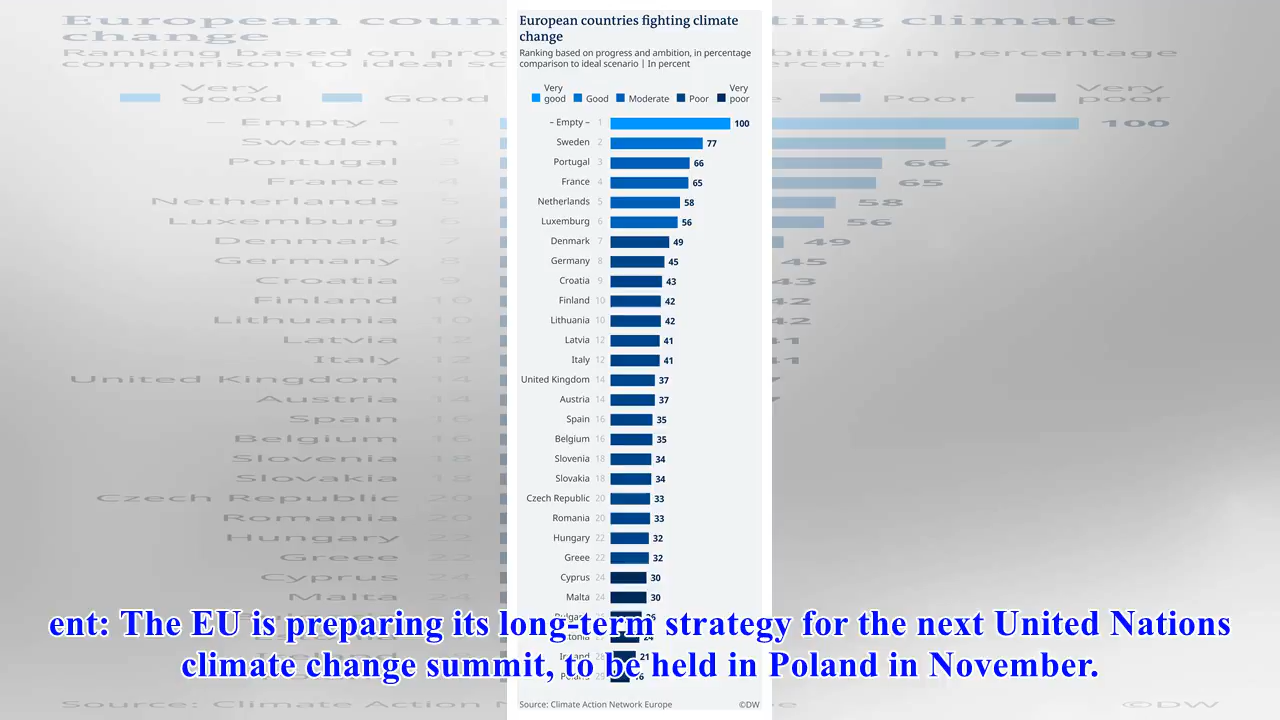 European countries fighting climate
change
Ranking based on progress and ambition, in percentage
comparison to ideal scenario | In percent
Very good Good Moderate Poor Very poor
– Empty – 1 100
Sweden 2 77
Portugal 3 66
France 4 65
Netherlands 5 58
Luxemburg 6 56
Denmark 7 49
Germany 8 45
Croatia 9 43
Finland 10 42
Lithuania 10 42
Latvia 12 41
Italy 12 41
United Kingdom 14 37
Austria 14 37
Spain 16 35
Belgium 16 35
Slovenia 18 34
Slovakia 18 34
Czech Republic 20 33
Romania 20 33
Hungary 22 32
Greee 22 32
Cyprus 24 30
Malta 24 30
ent: The EU is preparing its long-term strategy for the next United Nations
climate change summit, to be held in Poland in November.
Source: Climate Action Network Europe ©DW